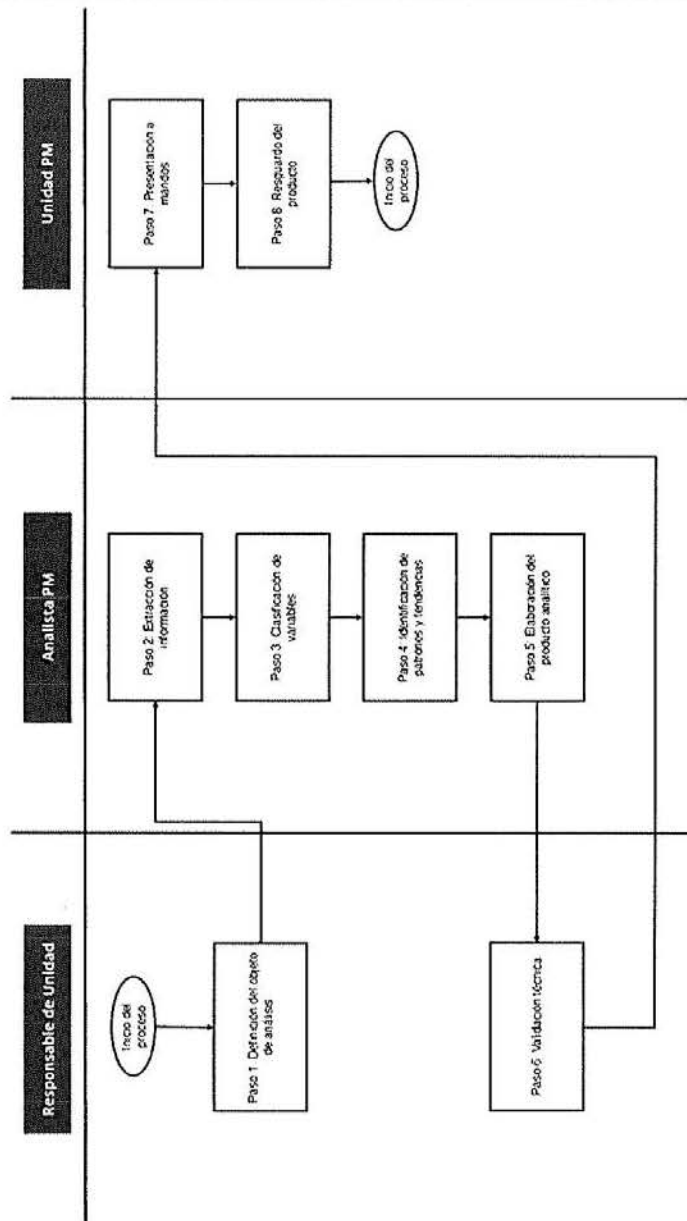 Responsable de Unidad
Analista PM
Unidad PM
Inicio del
proceso
Paso 1 Definición del objeto
de análisis
Paso 2 Extracción de
información
Paso 3 Clasificación de
variables
Paso 4 Identificación de
patrones y tendencias
Paso 5 Elaboración del
producto analítico
Paso 6 Validación técnica
Paso 7 Presentación a
mandos
Paso 8 Resguardo del
producto
Inicio del
proceso